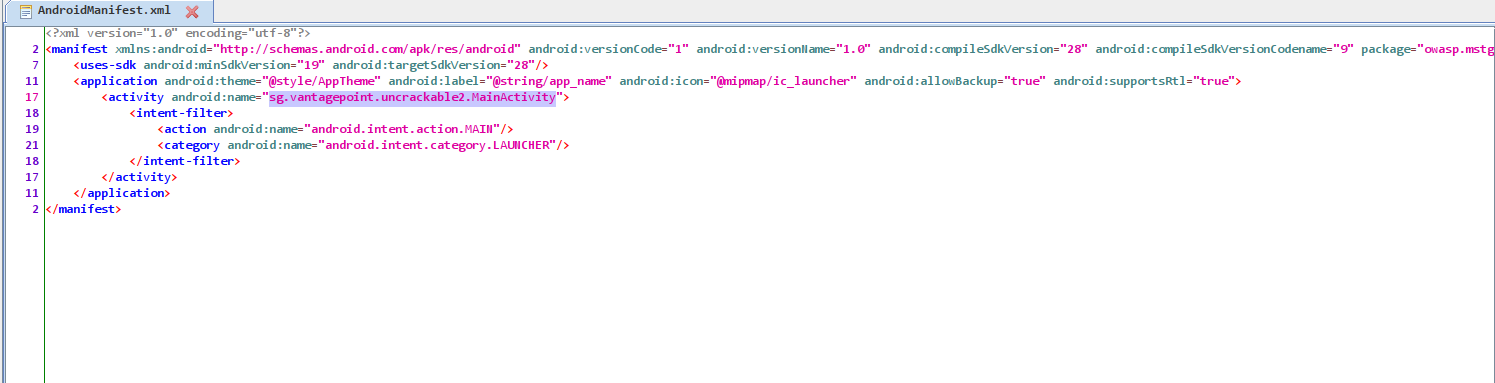 AndroidManifest.xml
<?xml version="1.0" encoding="utf-8"?>
2 <manifest xmlns:android="http://schemas.android.com/apk/res/android" android:versionCode="1" android:versionName="1.0" android:compileSdkVersion="28" android:compileSdkVersionCodename="9" package="owasp.mstg
7 <uses-sdk android:minSdkVersion="19" android:targetSdkVersion="28"/>
11 <application android:theme="@style/AppTheme" android:label="@string/app_name" android:icon="@mipmap/ic_launcher" android:allowBackup="true" android:supportsRtl="true">
17 <activity android:name="sg.vantagepoint.uncrackable2.MainActivity">
18 <intent-filter>
19 <action android:name="android.intent.action.MAIN"/>
21 <category android:name="android.intent.category.LAUNCHER"/>
18 </intent-filter>
17 </activity>
11 </application>
2 </manifest>